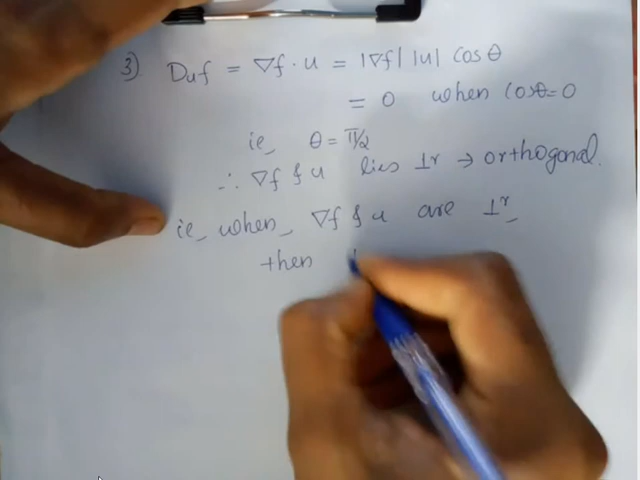 3) Duf = ∇f · u = |∇f| |u| cos θ
= 0 when cosθ=0
ie, θ = π/2
∴ ∇f & u lies ⊥r → orthogonal.
ie, when, ∇f & u are ⊥r,
then